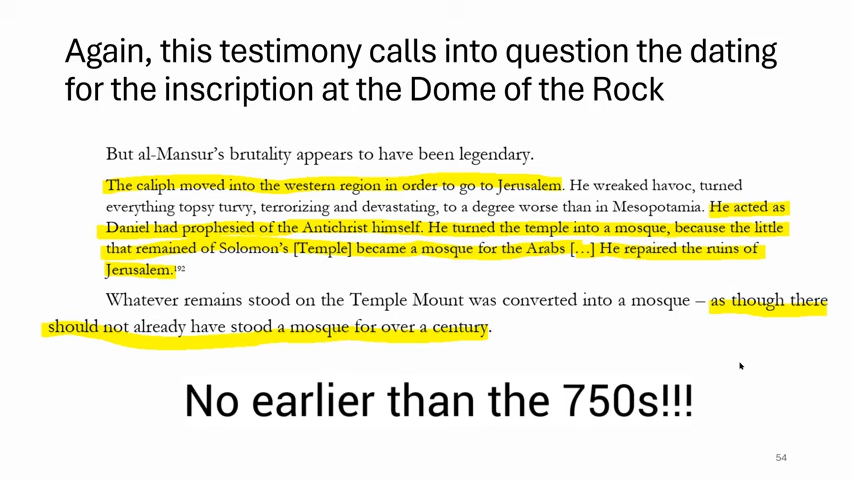 Again, this testimony calls into question the dating
for the inscription at the Dome of the Rock
But al-Mansur's brutality appears to have been legendary.
The caliph moved into the western region in order to go to Jerusalem. He wreaked havoc, turned
everything topsy turvy, terrorizing and devastating, to a degree worse than in Mesopotamia. He acted as
Daniel had prophesied of the Antichrist himself. He turned the temple into a mosque, because the little
that remained of Solomon's [Temple] became a mosque for the Arabs […] He repaired the ruins of
Jerusalem.192
Whatever remains stood on the Temple Mount was converted into a mosque – as though there
should not already have stood a mosque for over a century.
No earlier than the 750s!!!
54